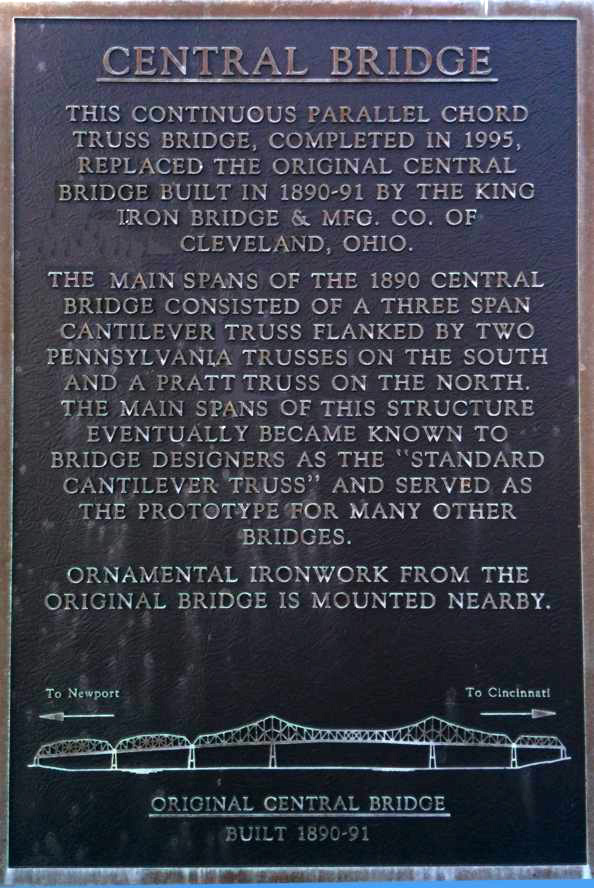 CENTRAL BRIDGE
THIS CONTINUOUS PARALLEL CHORD
TRUSS BRIDGE, COMPLETED IN 1995,
REPLACED THE ORIGINAL CENTRAL
BRIDGE BUILT IN 1890-91 BY THE KING
IRON BRIDGE & MFG. CO. OF
CLEVELAND, OHIO.
THE MAIN SPANS OF THE 1890 CENTRAL
BRIDGE CONSISTED OF A THREE SPAN
CANTILEVER TRUSS FLANKED BY TWO
PENNSYLVANIA TRUSSES ON THE SOUTH
AND A PRATT TRUSS ON THE NORTH.
THE MAIN SPANS OF THIS STRUCTURE
EVENTUALLY BECAME KNOWN TO
BRIDGE DESIGNERS AS THE "STANDARD
CANTILEVER TRUSS" AND SERVED AS
THE PROTOTYPE FOR MANY OTHER
BRIDGES.
ORNAMENTAL IRONWORK FROM THE
ORIGINAL BRIDGE IS MOUNTED NEARBY.
To Newport
To Cincinnati
ORIGINAL CENTRAL BRIDGE
BUILT 1890-91